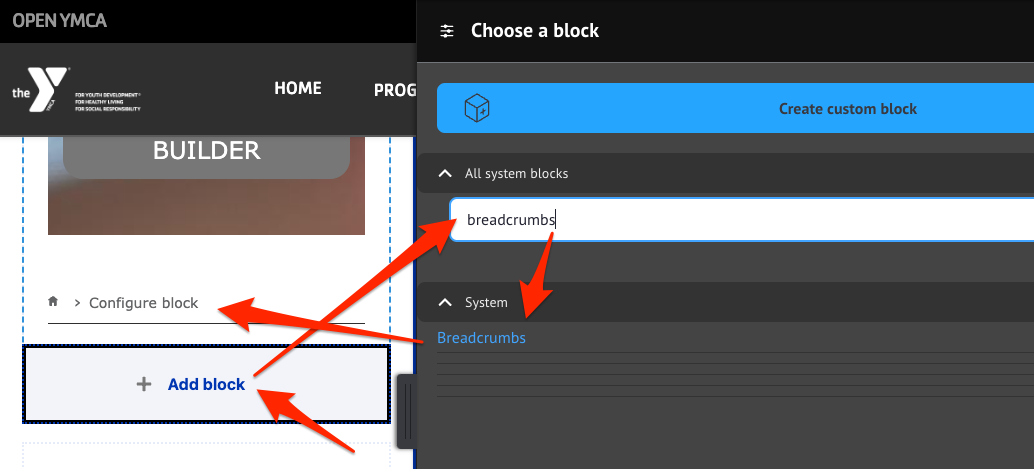 OPEN YMCA
Choose a block
the
YMCA
FOR YOUTH DEVELOPMENT®
FOR HEALTHY LIVING
FOR SOCIAL RESPONSIBILITY
HOME
PROG
Create custom block
BUILDER
All system blocks
breadcrumbs
Configure block
System
Breadcrumbs
Add block